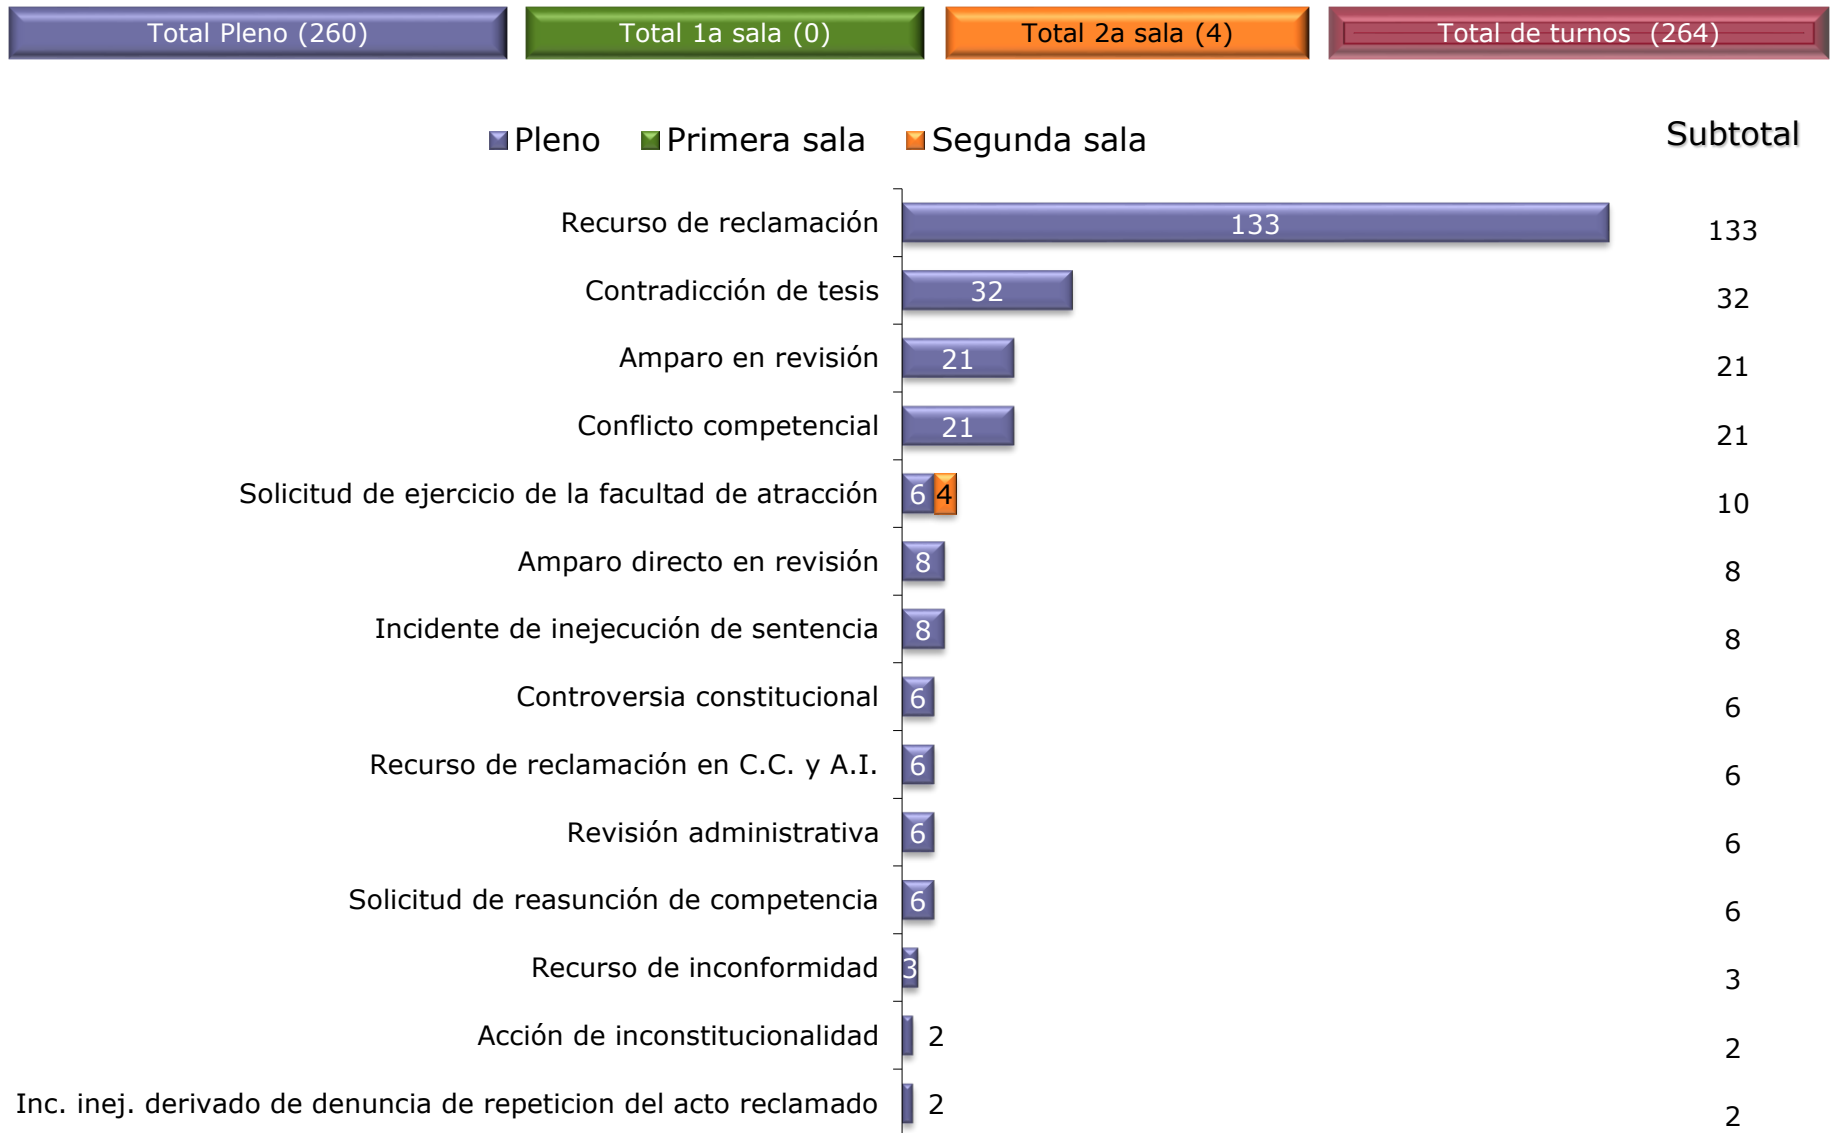 Total Pleno (260) Total 1a sala (0) Total 2a sala (4) Total de turnos (264)
Pleno Primera sala Segunda sala Subtotal
Recurso de reclamación 133 133
Contradicción de tesis 32 32
Amparo en revisión 21 21
Conflicto competencial 21 21
Solicitud de ejercicio de la facultad de atracción 6 4 10
Amparo directo en revisión 8 8
Incidente de inejecución de sentencia 8 8
Controversia constitucional 6 6
Recurso de reclamación en C.C. y A.I. 6 6
Revisión administrativa 6 6
Solicitud de reasunción de competencia 6 6
Recurso de inconformidad 3 3
Acción de inconstitucionalidad 2 2
Inc. inej. derivado de denuncia de repeticion del acto reclamado 2 2